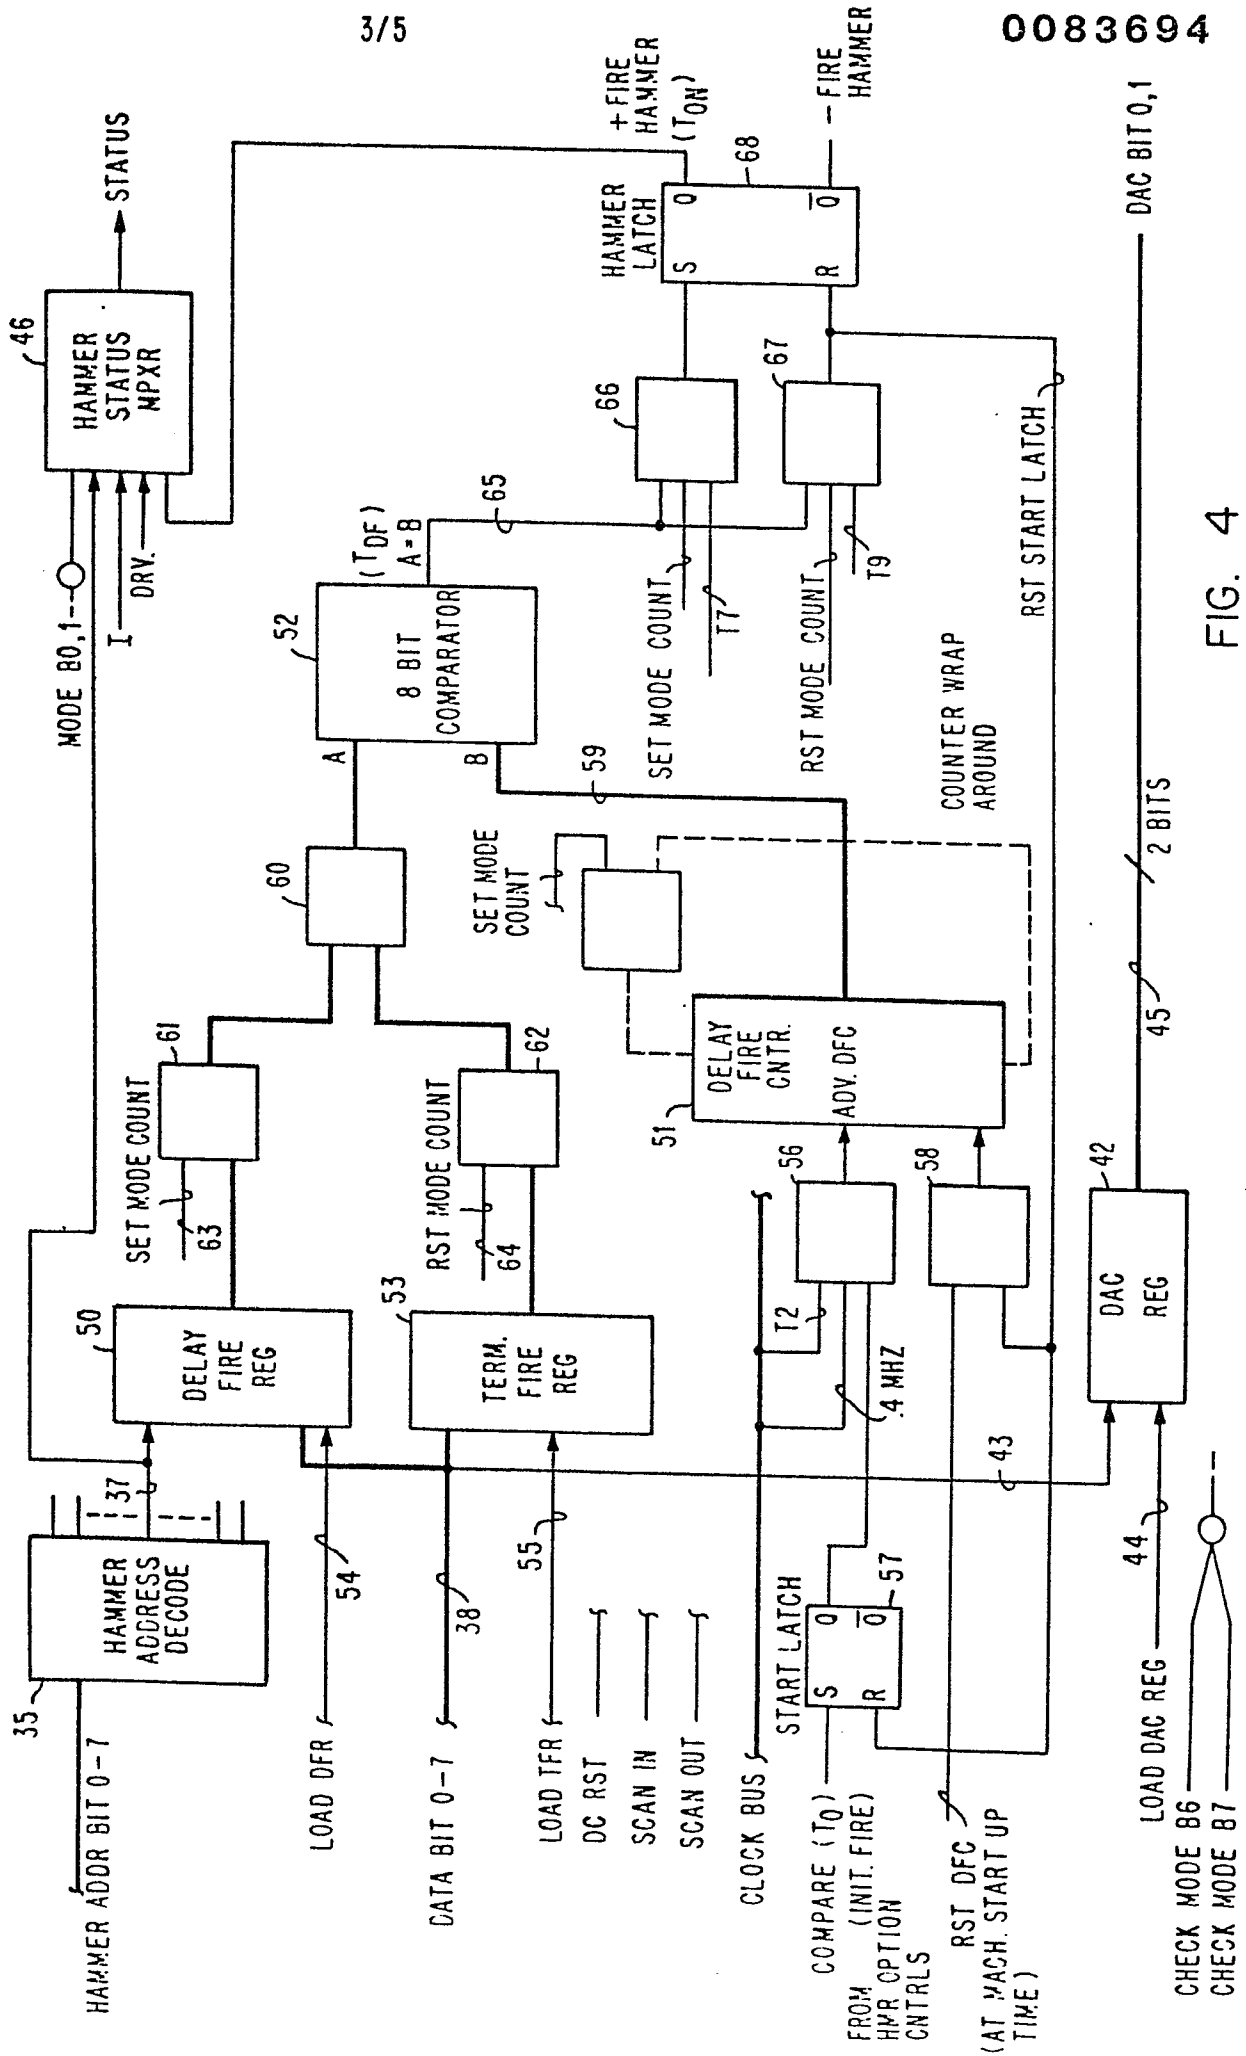 3/5
0083694
HAMMER ADDR BIT 0-7
35
HAMMER
ADDRESS
DECODE
37
LOAD DFR
54
DATA BIT 0-7
38
LOAD TFR
55
DC RST
SCAN IN
SCAN OUT
50
DELAY
FIRE
REG
53
TERM.
FIRE
REG
SET MODE COUNT
63
61
RST MODE COUNT
64
62
60
MODE B0,1
I
DRV.
46
HAMMER
STATUS
MPXR
STATUS
A
B
52
8 BIT
COMPARATOR
(TDF)
A=B
65
59
SET MODE
COUNT
SET MODE COUNT
T7
66
RST MODE COUNT
T9
67
HAMMER
LATCH
S
Q
R
Q
68
+ FIRE
HAMMER
(TON)
- FIRE
HAMMER
CLOCK BUS
T2
.4 MHZ
56
58
51
DELAY
FIRE
CNTR.
ADV. DFC
COUNTER WRAP
AROUND
RST START LATCH
START LATCH
S
Q
R
Q
57
COMPARE (T0)
FROM (INIT. FIRE)
HMR OPTION
CNTRLS
RST DFC
(AT MACH. START UP
TIME)
43
LOAD DAC REG
44
42
DAC
REG
45
2 BITS
DAC BIT 0,1
CHECK MODE B6
CHECK MODE B7
FIG. 4